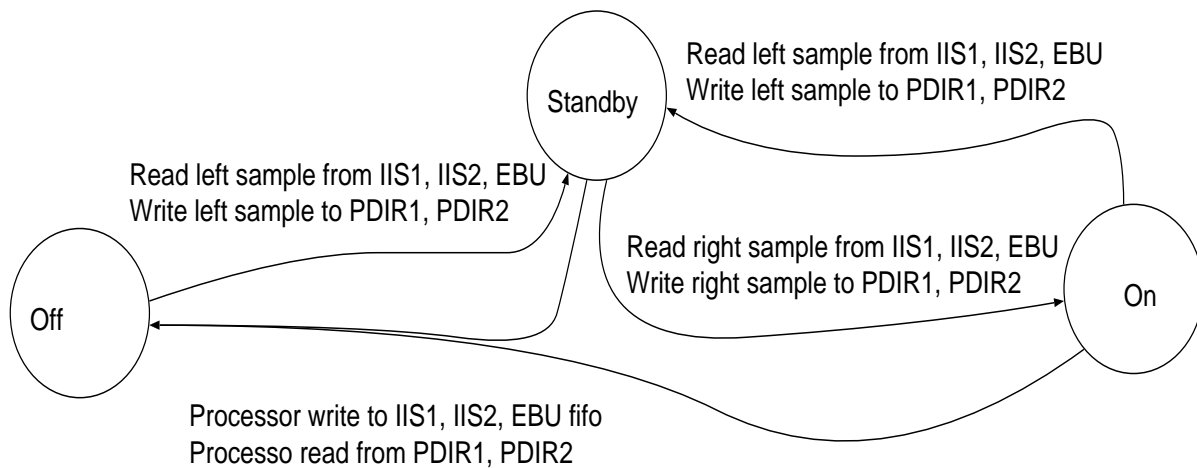 Read left sample from IIS1, IIS2, EBU
Write left sample to PDIR1, PDIR2
Standby
Read left sample from IIS1, IIS2, EBU
Write left sample to PDIR1, PDIR2
Read right sample from IIS1, IIS2, EBU
Write right sample to PDIR1, PDIR2
On
Off
Processor write to IIS1, IIS2, EBU fifo
Processo read from PDIR1, PDIR2